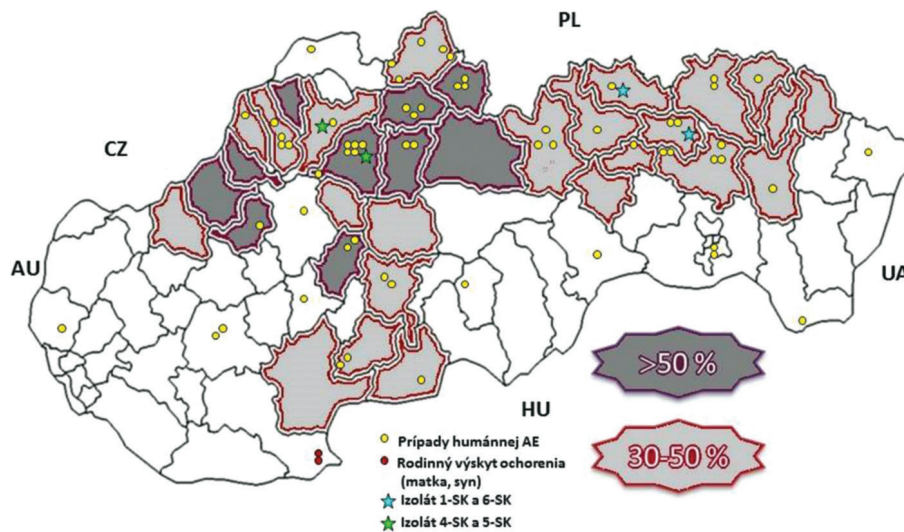 PL
CZ
AU
UA
HU
>50 %
30-50 %
Prípady humánnej AE
Rodinný výskyt ochorenia
(matka, syn)
Izolát 1-SK a 6-SK
Izolát 4-SK a 5-SK